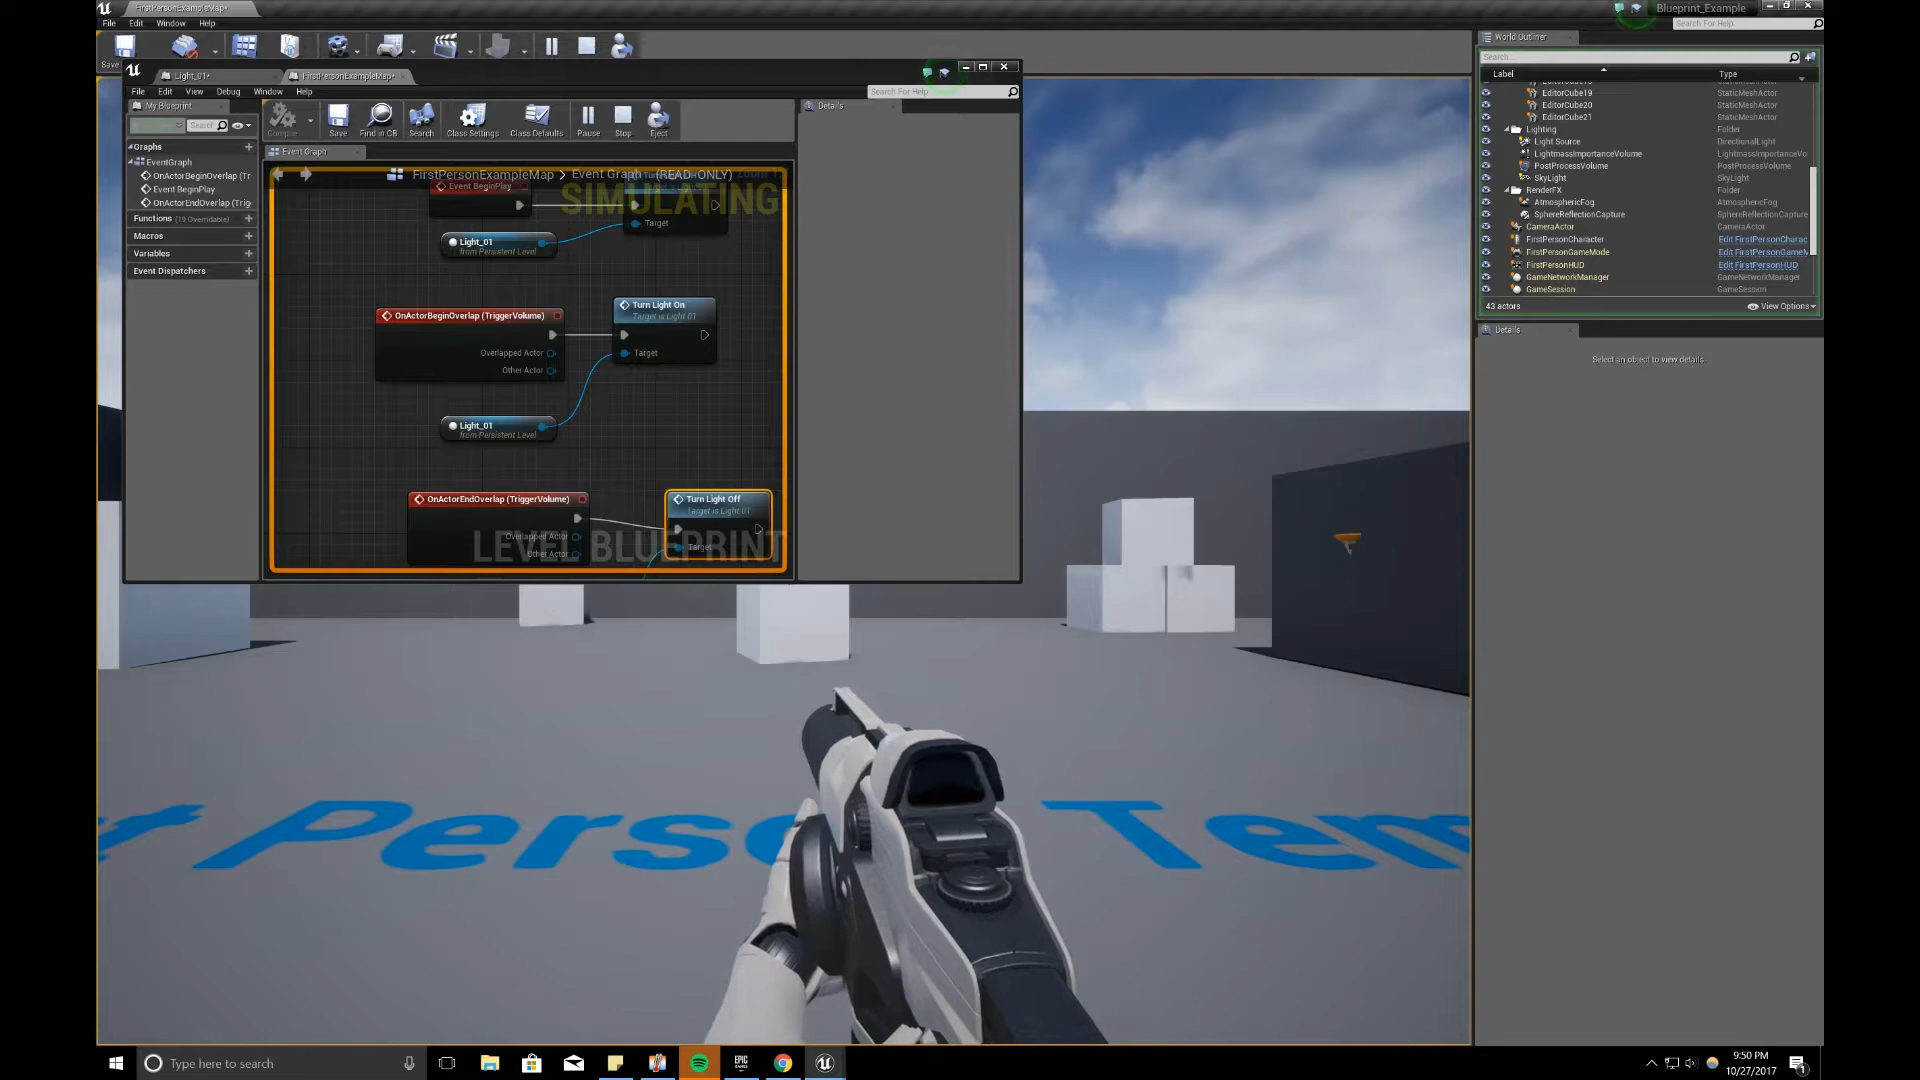 FirstPersonExampleMap*
Blueprint_Example
File Edit Window Help
Search For Help
Save
Light_01*
FirstPersonExampleMap*
File Edit View Debug Window Help
Search For Help
My Blueprint
Search
Graphs
EventGraph
OnActorBeginOverlap (Tr
Event BeginPlay
OnActorEndOverlap (Trig
Functions (19 Overridable)
Macros
Variables
Event Dispatchers
Compile
Save
Find in CB
Search
Class Settings
Class Defaults
Pause
Stop
Eject
Event Graph
FirstPersonExampleMap > Event Graph (READ-ONLY)
SIMULATING
Event BeginPlay
Target
Light_01
from Persistent Level
OnActorBeginOverlap (TriggerVolume)
Overlapped Actor
Other Actor
Turn Light On
Target is Light 01
Target
Light_01
from Persistent Level
OnActorEndOverlap (TriggerVolume)
Overlapped Actor
Other Actor
Turn Light Off
Target is Light 01
Target
LEVEL BLUEPRINT
Details
World Outliner
Search...
Label Type
EditorCube19 StaticMeshActor
EditorCube20 StaticMeshActor
EditorCube21 StaticMeshActor
Lighting Folder
Light Source DirectionalLight
LightmassImportanceVolume LightmassImportanceVo
PostProcessVolume PostProcessVolume
SkyLight SkyLight
RenderFX Folder
AtmosphericFog AtmosphericFog
SphereReflectionCapture SphereReflectionCapture
CameraActor CameraActor
FirstPersonCharacter Edit FirstPersonCharac
FirstPersonGameMode Edit FirstPersonGameM
FirstPersonHUD Edit FirstPersonHUD
GameNetworkManager GameNetworkManager
GameSession GameSession
43 actors
View Options
Details
Select an object to view details.
Type here to search
EPIC GAMES
9:50 PM
10/27/2017
1